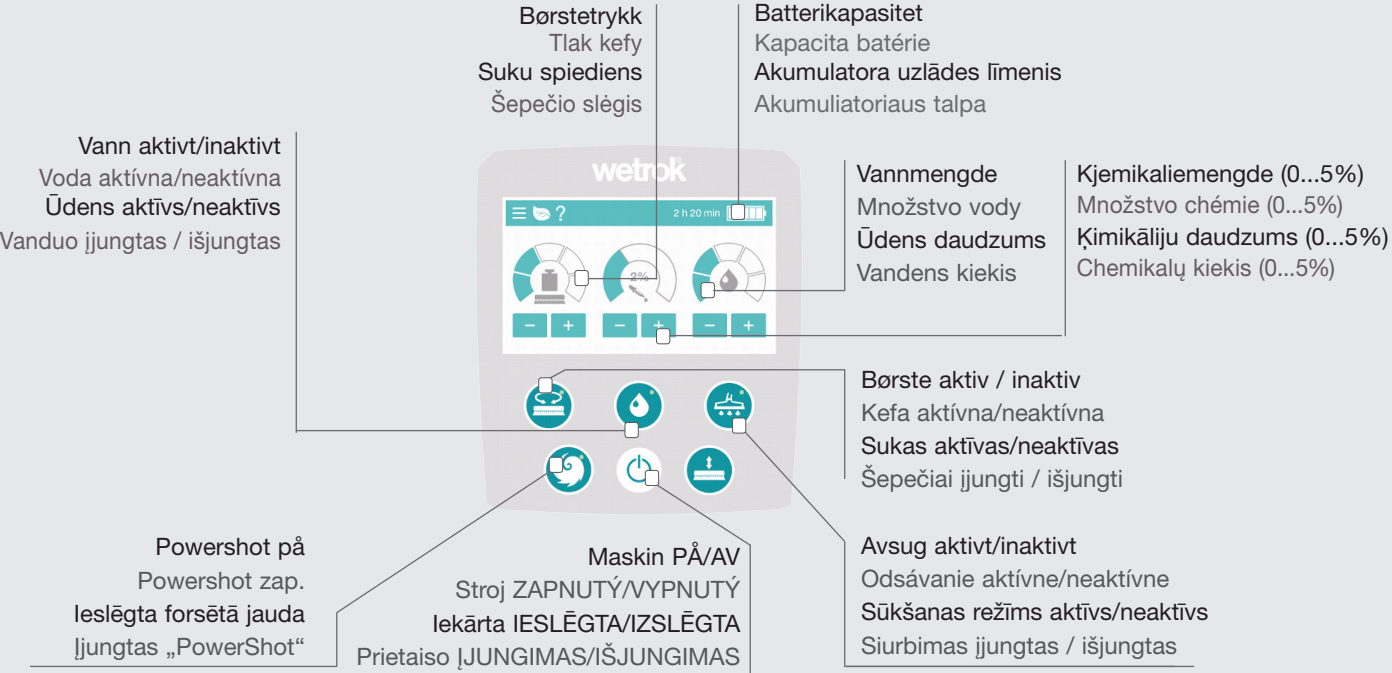 Børstetrykk
Tlak kefy
Suku spiediens
Šepečio slėgis
Batterikapasitet
Kapacita batérie
Akumulatora uzlādes līmenis
Akumuliatoriaus talpa
Vann aktivt/inaktivt
Voda aktívna/neaktívna
Ūdens aktīvs/neaktīvs
Vanduo įjungtas / išjungtas
wetrok
?
2 h 20 min
2%
− + − + − +
Vannmengde
Množstvo vody
Ūdens daudzums
Vandens kiekis
Kjemikaliemengde (0...5%)
Množstvo chémie (0...5%)
Ķimikāliju daudzums (0...5%)
Chemikalų kiekis (0...5%)
Børste aktiv / inaktiv
Kefa aktívna/neaktívna
Sukas aktīvas/neaktīvas
Šepečiai įjungti / išjungti
Powershot på
Powershot zap.
Ieslēgta forsētā jauda
Įjungtas „PowerShot“
Maskin PÅ/AV
Stroj ZAPNUTÝ/VYPNUTÝ
Iekārta IESLĒGTA/IZSLĒGTA
Prietaiso ĮJUNGIMAS/IŠJUNGIMAS
Avsug aktivt/inaktivt
Odsávanie aktívne/neaktívne
Sūkšanas režīms aktīvs/neaktīvs
Siurbimas įjungtas / išjungtas